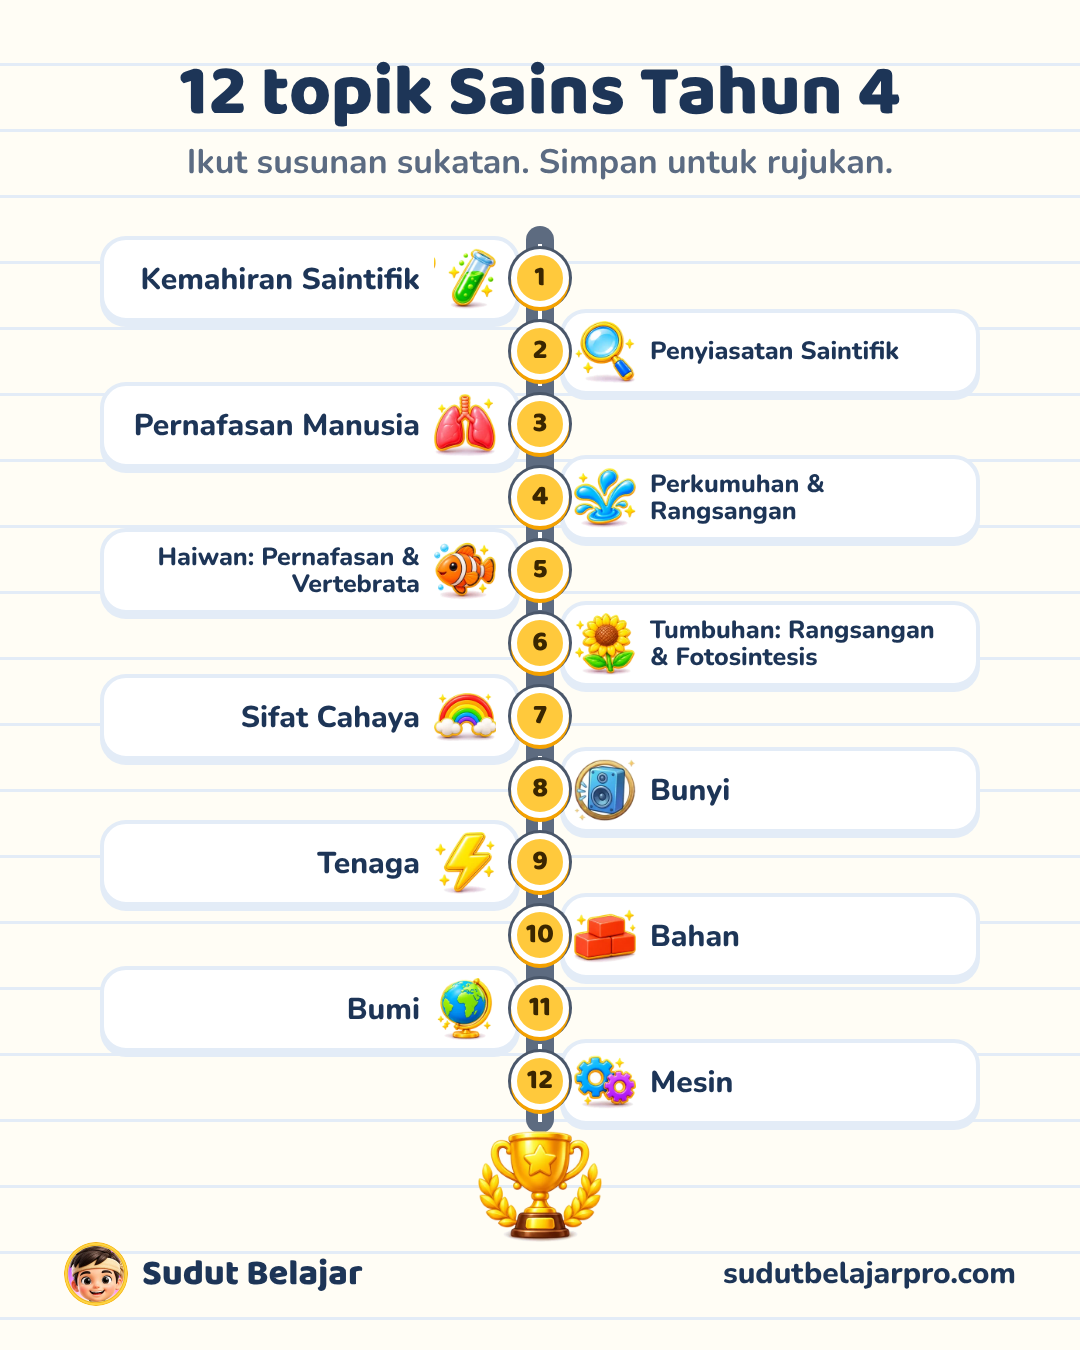 12 topik Sains Tahun 4
Ikut susunan sukatan. Simpan untuk rujukan.
Kemahiran Saintifik
1
2
Penyiasatan Saintifik
Pernafasan Manusia
3
4
Perkumuhan &
Rangsangan
Haiwan: Pernafasan &
Vertebrata
5
6
Tumbuhan: Rangsangan
& Fotosintesis
Sifat Cahaya
7
8
Bunyi
Tenaga
9
10
Bahan
Bumi
11
12
Mesin
Sudut Belajar
sudutbelajarpro.com